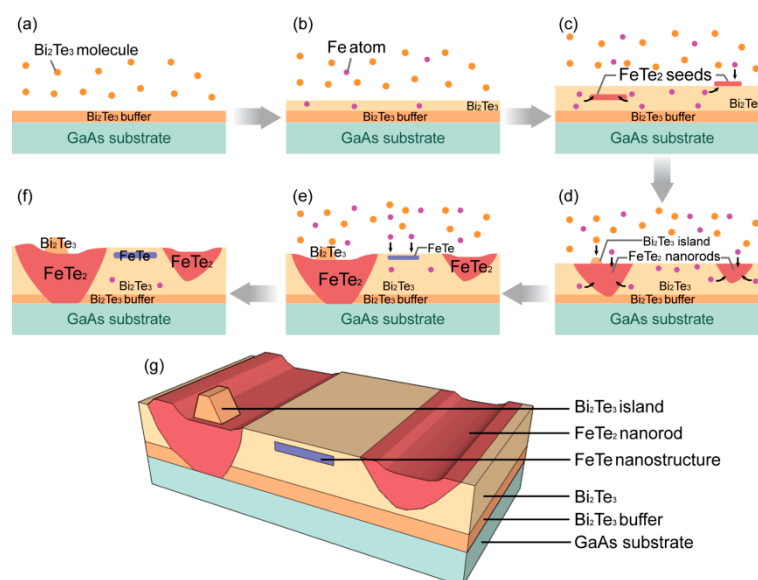 (a)
Bi₂Te₃ molecule
Bi₂Te₃ buffer
GaAs substrate
(b)
Fe atom
Bi₂Te₃
Bi₂Te₃ buffer
GaAs substrate
(c)
FeTe₂ seeds
Bi₂Te
Bi₂Te₃ buffer
GaAs substrate
(f)
Bi₂Te₃
FeTe₂
FeTe
FeTe₂
Bi₂Te₃
Bi₂Te₃ buffer
GaAs substrate
(e)
Bi₂Te₃
FeTe
FeTe₂
FeTe₂
Bi₂Te₃
Bi₂Te₃ buffer
GaAs substrate
(d)
Bi₂Te₃ island
FeTe₂ nanorods
Bi₂Te₃
Bi₂Te₃ buffer
GaAs substrate
(g)
Bi₂Te₃ island
FeTe₂ nanorod
FeTe nanostructure
Bi₂Te₃
Bi₂Te₃ buffer
GaAs substrate